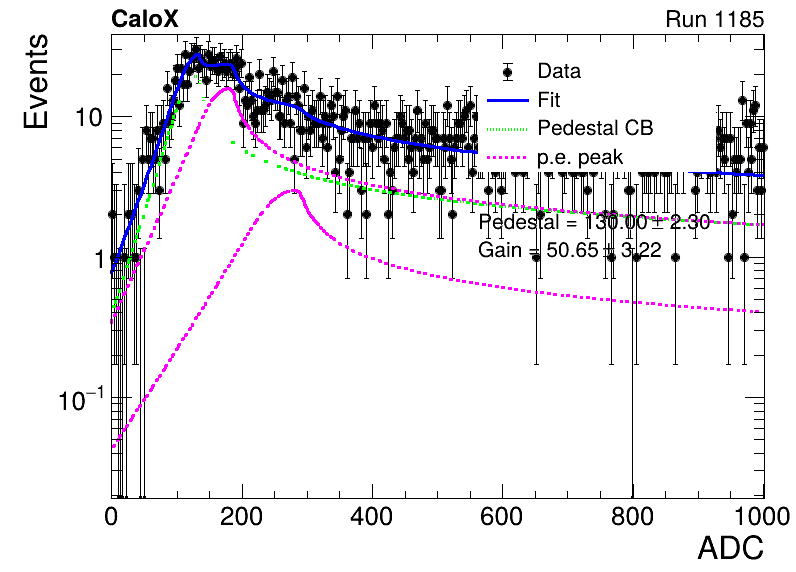 CaloX Run 1185
Events
Data
Fit
Pedestal CB
p.e. peak
Pedestal = 130.00 ± 2.30
Gain = 50.65 ± 3.22
10
1
10⁻¹
0 200 400 600 800 1000
ADC